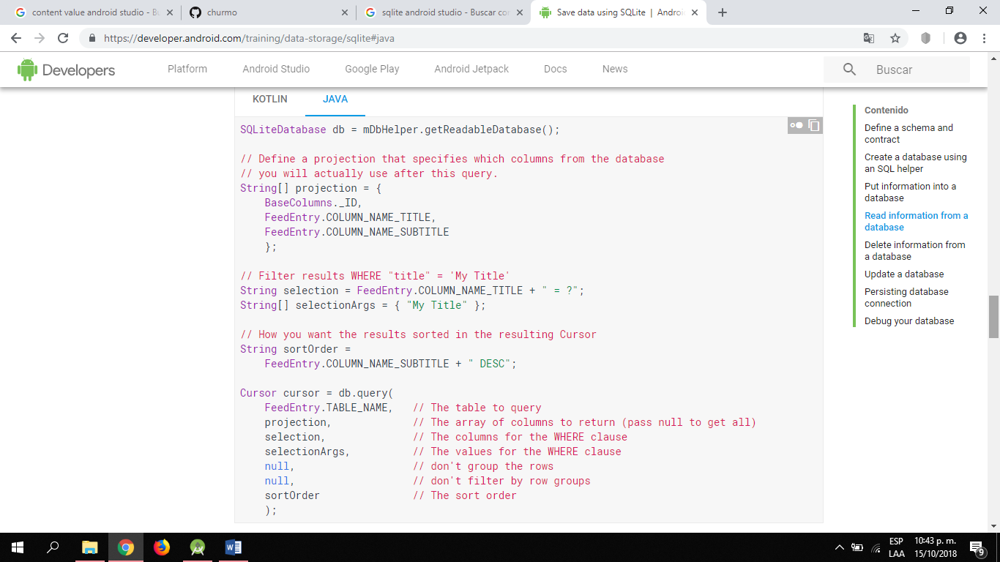 content value android studio - Bu
churmo
sqlite android studio - Buscar co
Save data using SQLite | Androi
https://developer.android.com/training/data-storage/sqlite#java
Developers
Platform
Android Studio
Google Play
Android Jetpack
Docs
News
Buscar
KOTLIN
JAVA
SQLiteDatabase db = mDbHelper.getReadableDatabase();
// Define a projection that specifies which columns from the database
// you will actually use after this query.
String[] projection = {
    BaseColumns._ID,
    FeedEntry.COLUMN_NAME_TITLE,
    FeedEntry.COLUMN_NAME_SUBTITLE
    };
// Filter results WHERE "title" = 'My Title'
String selection = FeedEntry.COLUMN_NAME_TITLE + " = ?";
String[] selectionArgs = { "My Title" };
// How you want the results sorted in the resulting Cursor
String sortOrder =
    FeedEntry.COLUMN_NAME_SUBTITLE + " DESC";
Cursor cursor = db.query(
    FeedEntry.TABLE_NAME,   // The table to query
    projection,             // The array of columns to return (pass null to get all)
    selection,              // The columns for the WHERE clause
    selectionArgs,          // The values for the WHERE clause
    null,                   // don't group the rows
    null,                   // don't filter by row groups
    sortOrder               // The sort order
    );
Contenido
Define a schema and
contract
Create a database using
an SQL helper
Put information into a
database
Read information from a
database
Delete information from
a database
Update a database
Persisting database
connection
Debug your database
ESP
LAA
10:43 p. m.
15/10/2018
9